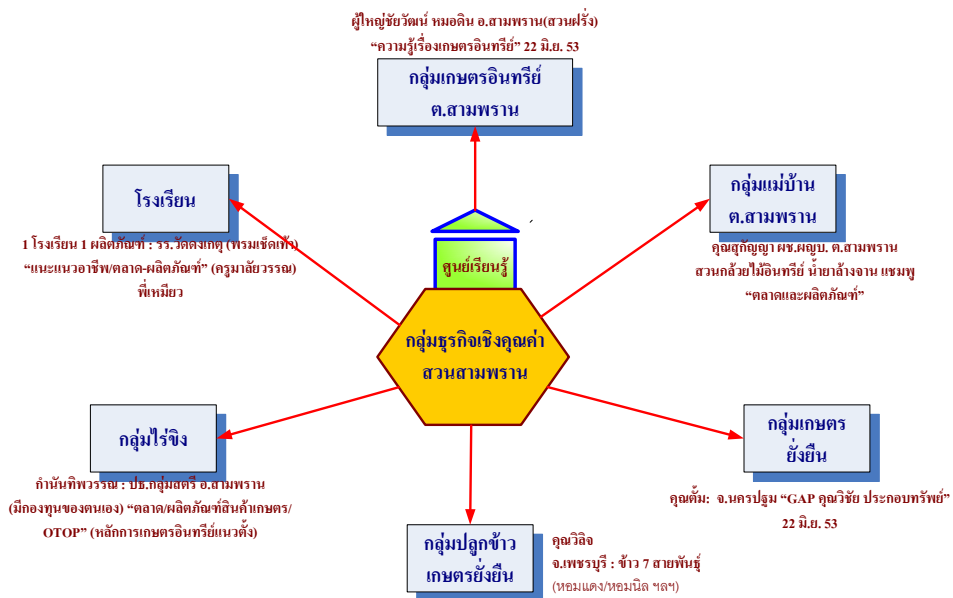 ผู้ใหญ่ชัยวัฒน์ หมอดิน อ.สามพราน(สวนฝรั่ง)
“ความรู้เรื่องเกษตรอินทรีย์” 22 มิ.ย. 53
กลุ่มเกษตรอินทรีย์
ต.สามพราน
โรงเรียน
1 โรงเรียน 1 ผลิตภัณฑ์ : รร.วัดดงเกตุ (พรมเช็ดเท้า)
“แนะแนวอาชีพ/ตลาด-ผลิตภัณฑ์” (ครูมาลัยวรรณ)
พี่เหมียว
กลุ่มแม่บ้าน
ต.สามพราน
คุณสุกัญญา ผช.ผญบ. ต.สามพราน
สวนกล้วยไม้อินทรีย์ น้ำยาล้างจาน แชมพู
“ตลาดและผลิตภัณฑ์”
ศูนย์เรียนรู้
กลุ่มธุรกิจเชิงคุณค่า
สวนสามพราน
กลุ่มไร่ขิง
กำนันทิพวรรณ : ปธ.กลุ่มสตรี อ.สามพราน
(มีกองทุนของตนเอง) “ตลาด/ผลิตภัณฑ์สินค้าเกษตร/
OTOP” (หลักการเกษตรอินทรีย์แนวตั้ง)
กลุ่มเกษตร
ยั่งยืน
คุณตั้ม: จ.นครปฐม “GAP คุณวิชัย ประกอบทรัพย์”
22 มิ.ย. 53
กลุ่มปลูกข้าว
เกษตรยั่งยืน
คุณวิลิจ
จ.เพชรบุรี : ข้าว 7 สายพันธุ์
(หอมแดง/หอมนิล ฯลฯ)